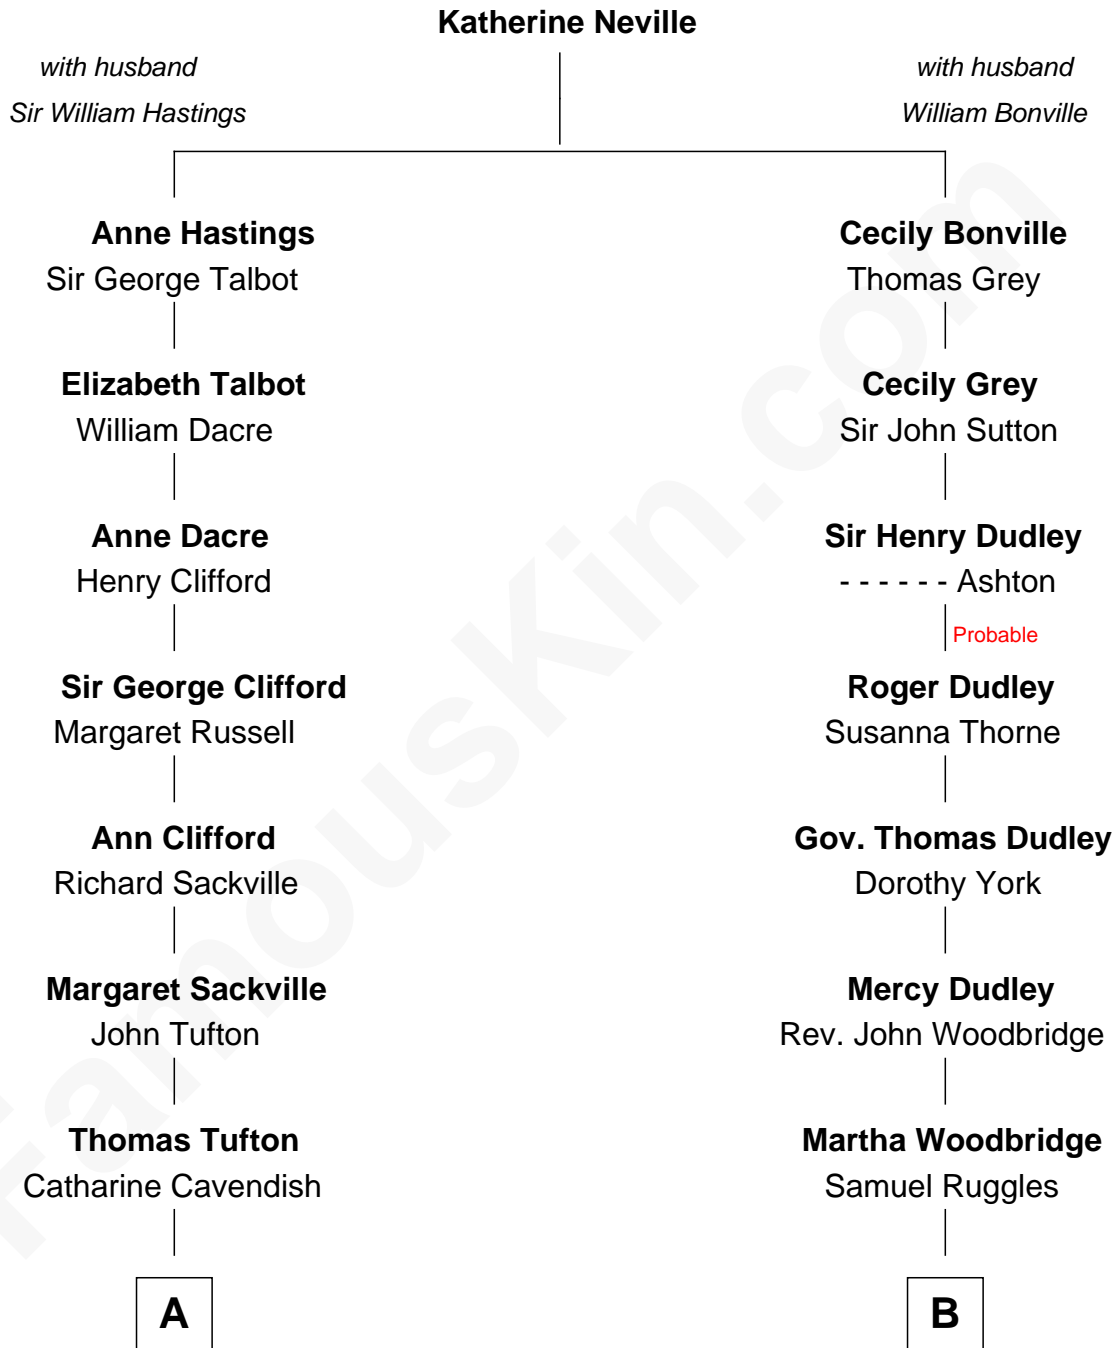 Katherine Neville
with husband
Sir William Hastings
with husband
William Bonville
Anne Hastings
Sir George Talbot
Cecily Bonville
Thomas Grey
Elizabeth Talbot
William Dacre
Cecily Grey
Sir John Sutton
Anne Dacre
Henry Clifford
Sir Henry Dudley
- - - - - - Ashton
Probable
Sir George Clifford
Margaret Russell
Roger Dudley
Susanna Thorne
Ann Clifford
Richard Sackville
Gov. Thomas Dudley
Dorothy York
Margaret Sackville
John Tufton
Mercy Dudley
Rev. John Woodbridge
Thomas Tufton
Catharine Cavendish
Martha Woodbridge
Samuel Ruggles
A
B
FamousKin.com